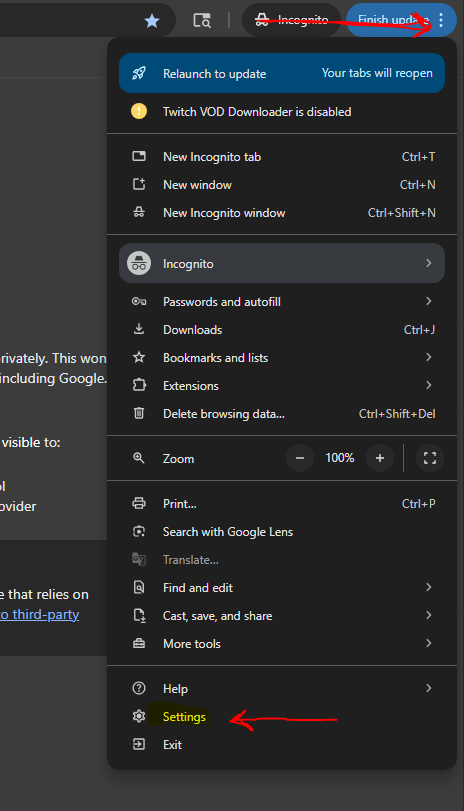 Incognito
Finish update
Relaunch to update Your tabs will reopen
Twitch VOD Downloader is disabled
New Incognito tab Ctrl+T
New window Ctrl+N
New Incognito window Ctrl+Shift+N
Incognito
Passwords and autofill
Downloads Ctrl+J
rivately. This won
Bookmarks and lists
including Google.
Extensions
Delete browsing data... Ctrl+Shift+Del
visible to:
Zoom 100%
ol
Print... Ctrl+P
ovider
Search with Google Lens
Translate...
Find and edit
e that relies on
Cast, save, and share
to third-party
More tools
Help
Settings
Exit